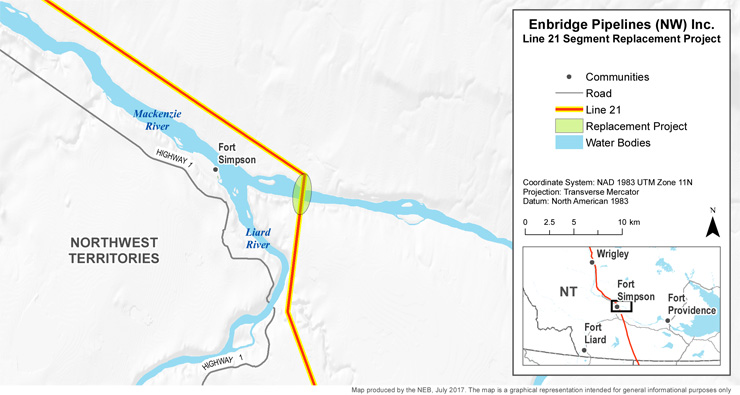 Enbridge Pipelines (NW) Inc.
Line 21 Segment Replacement Project
Communities
Road
Line 21
Replacement Project
Water Bodies
Coordinate System: NAD 1983 UTM Zone 11N
Projection: Transverse Mercator
Datum: North American 1983
2.5 5 10 km
N
Mackenzie
River
HIGHWAY 1
Fort
Simpson
Liard
River
NORTHWEST
TERRITORIES
HIGHWAY 1
Wrigley
NT
Fort
Simpson
Fort
Providence
Fort
Liard
Map produced by the NEB, July 2017. The map is a graphical representation intended for general informational purposes only